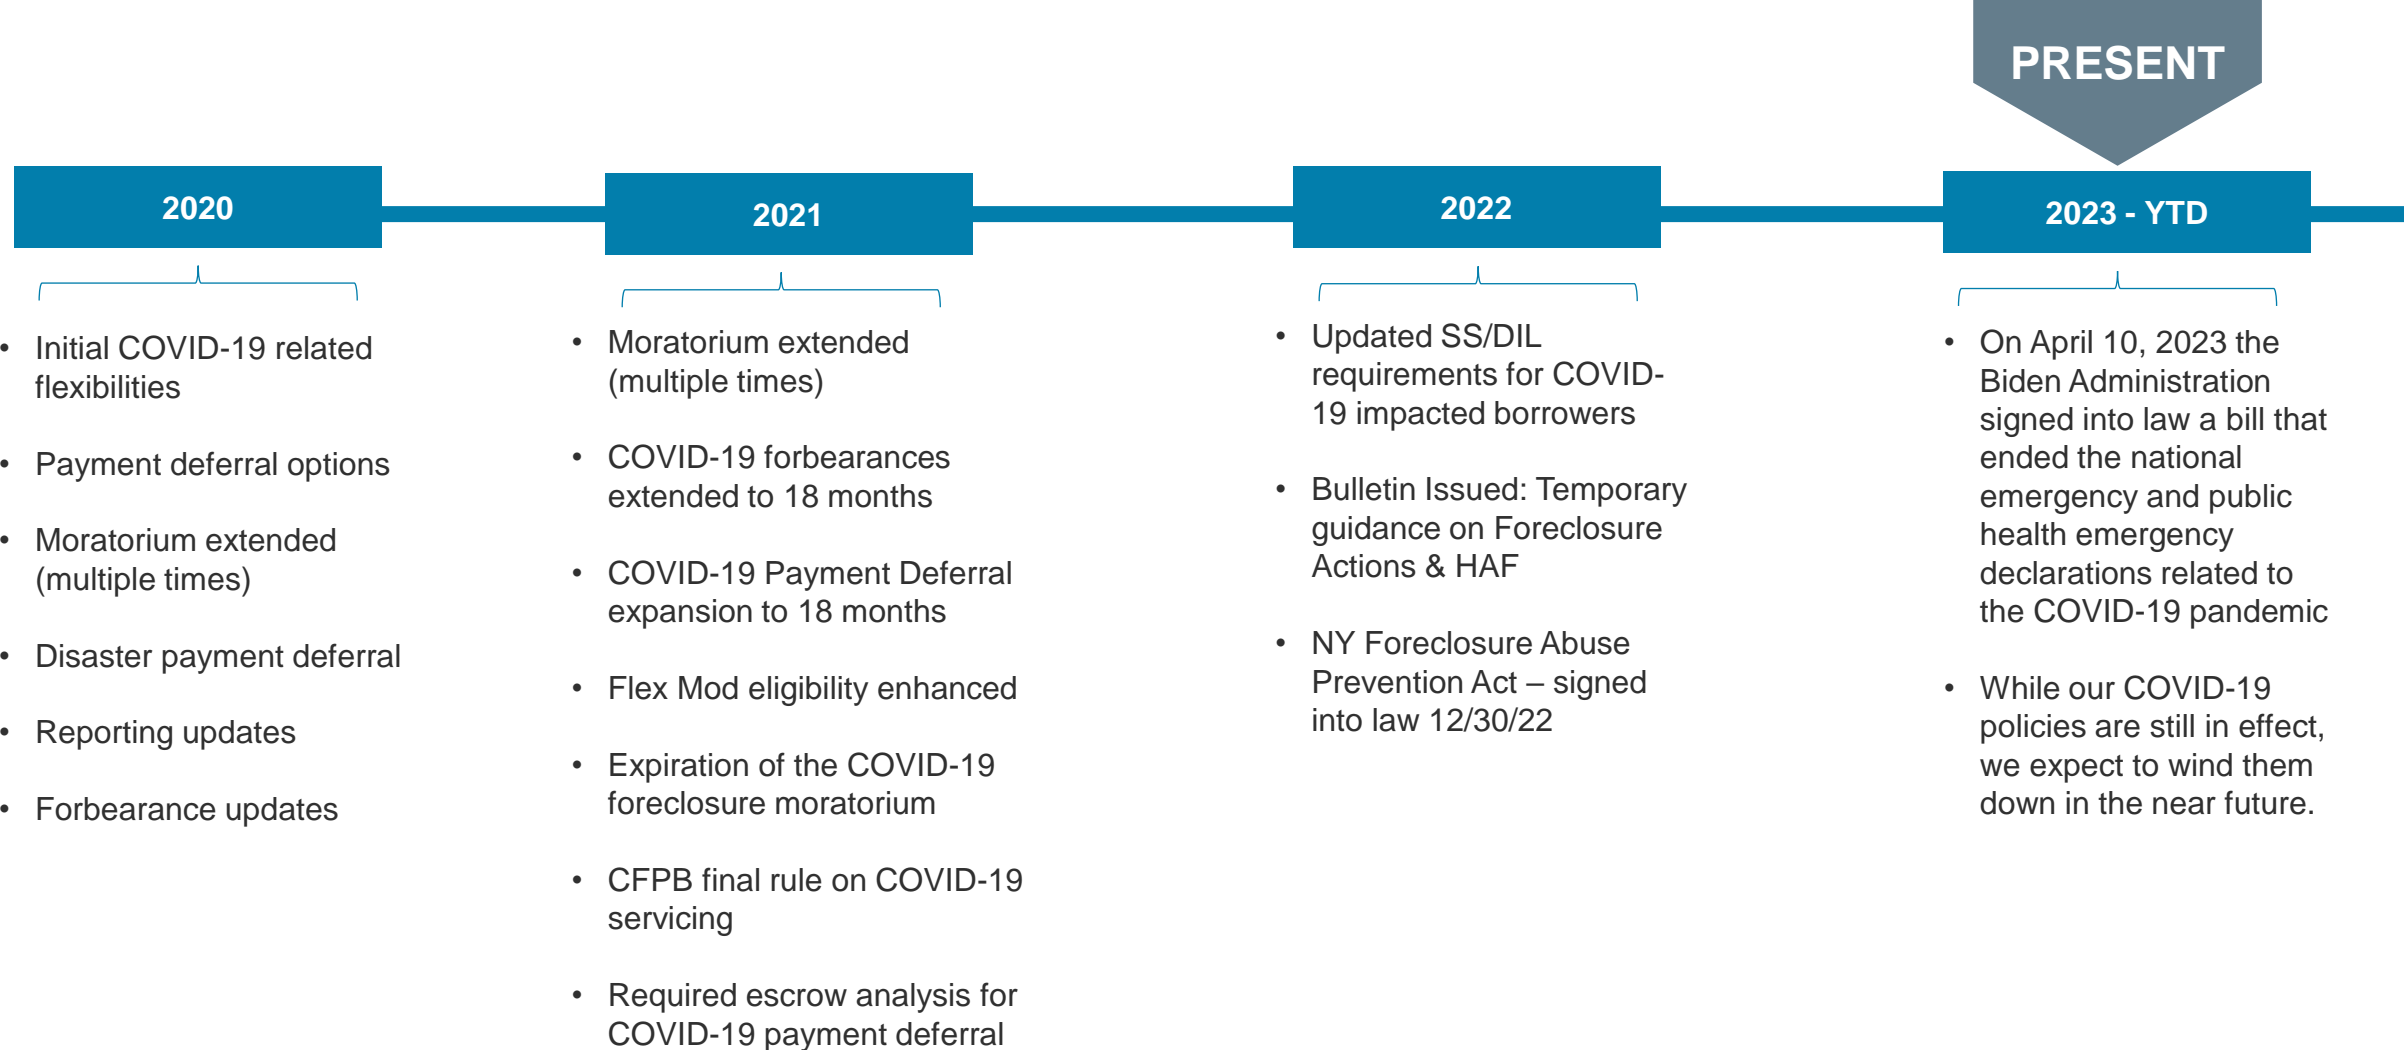 PRESENT
2020
• Initial COVID-19 related
flexibilities
• Payment deferral options
• Moratorium extended
(multiple times)
• Disaster payment deferral
• Reporting updates
• Forbearance updates
2021
• Moratorium extended
(multiple times)
• COVID-19 forbearances
extended to 18 months
• COVID-19 Payment Deferral
expansion to 18 months
• Flex Mod eligibility enhanced
• Expiration of the COVID-19
foreclosure moratorium
• CFPB final rule on COVID-19
servicing
• Required escrow analysis for
COVID-19 payment deferral
2022
• Updated SS/DIL
requirements for COVID-
19 impacted borrowers
• Bulletin Issued: Temporary
guidance on Foreclosure
Actions & HAF
• NY Foreclosure Abuse
Prevention Act – signed
into law 12/30/22
2023 - YTD
• On April 10, 2023 the
Biden Administration
signed into law a bill that
ended the national
emergency and public
health emergency
declarations related to
the COVID-19 pandemic
• While our COVID-19
policies are still in effect,
we expect to wind them
down in the near future.